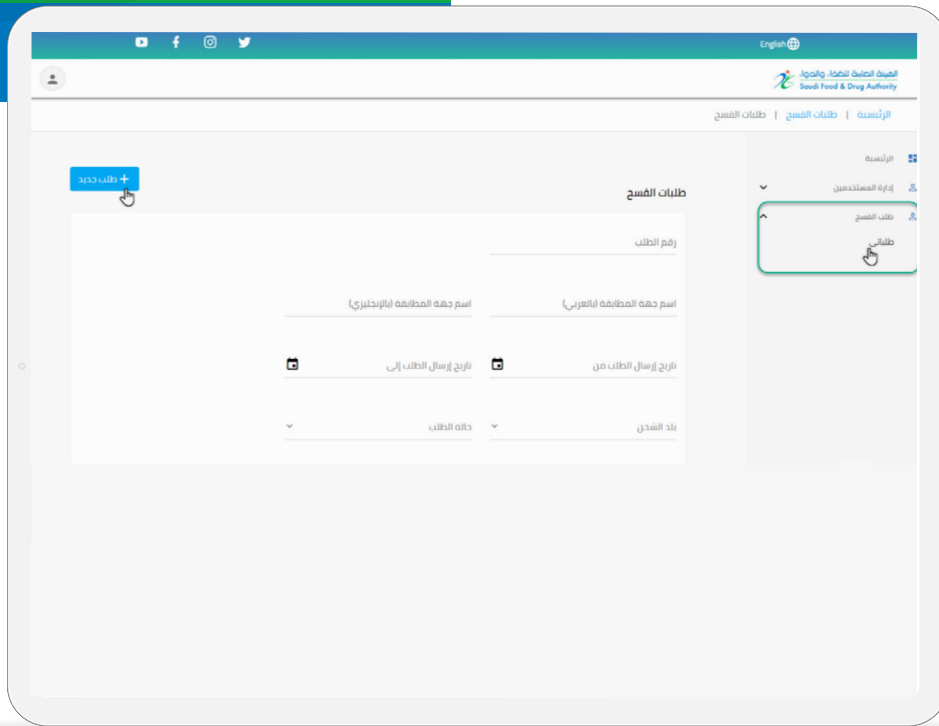 English
الهيئة العامة للغذاء والدواء
Saudi Food & Drug Authority
الرئيسية | طلبات الفسح | طلبات الفسح
الرئيسية
إدارة المستخدمين
طلب الفسح
طلباتي
+ طلب جديد
طلبات الفسح
رقم الطلب
اسم جهة المطابقة (بالعربي)
اسم جهة المطابقة (بالإنجليزي)
تاريخ إرسال الطلب من
تاريخ إرسال الطلب إلى
بلد الشحن
حالة الطلب